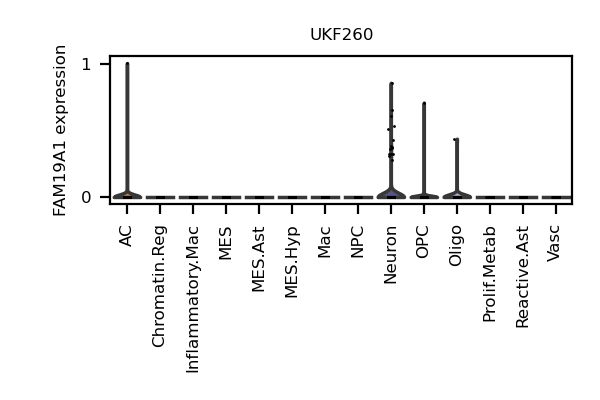 UKF260
FAM19A1 expression
1
0
AC
Chromatin.Reg
Inflammatory.Mac
MES
MES.Ast
MES.Hyp
Mac
NPC
Neuron
OPC
Oligo
Prolif.Metab
Reactive.Ast
Vasc